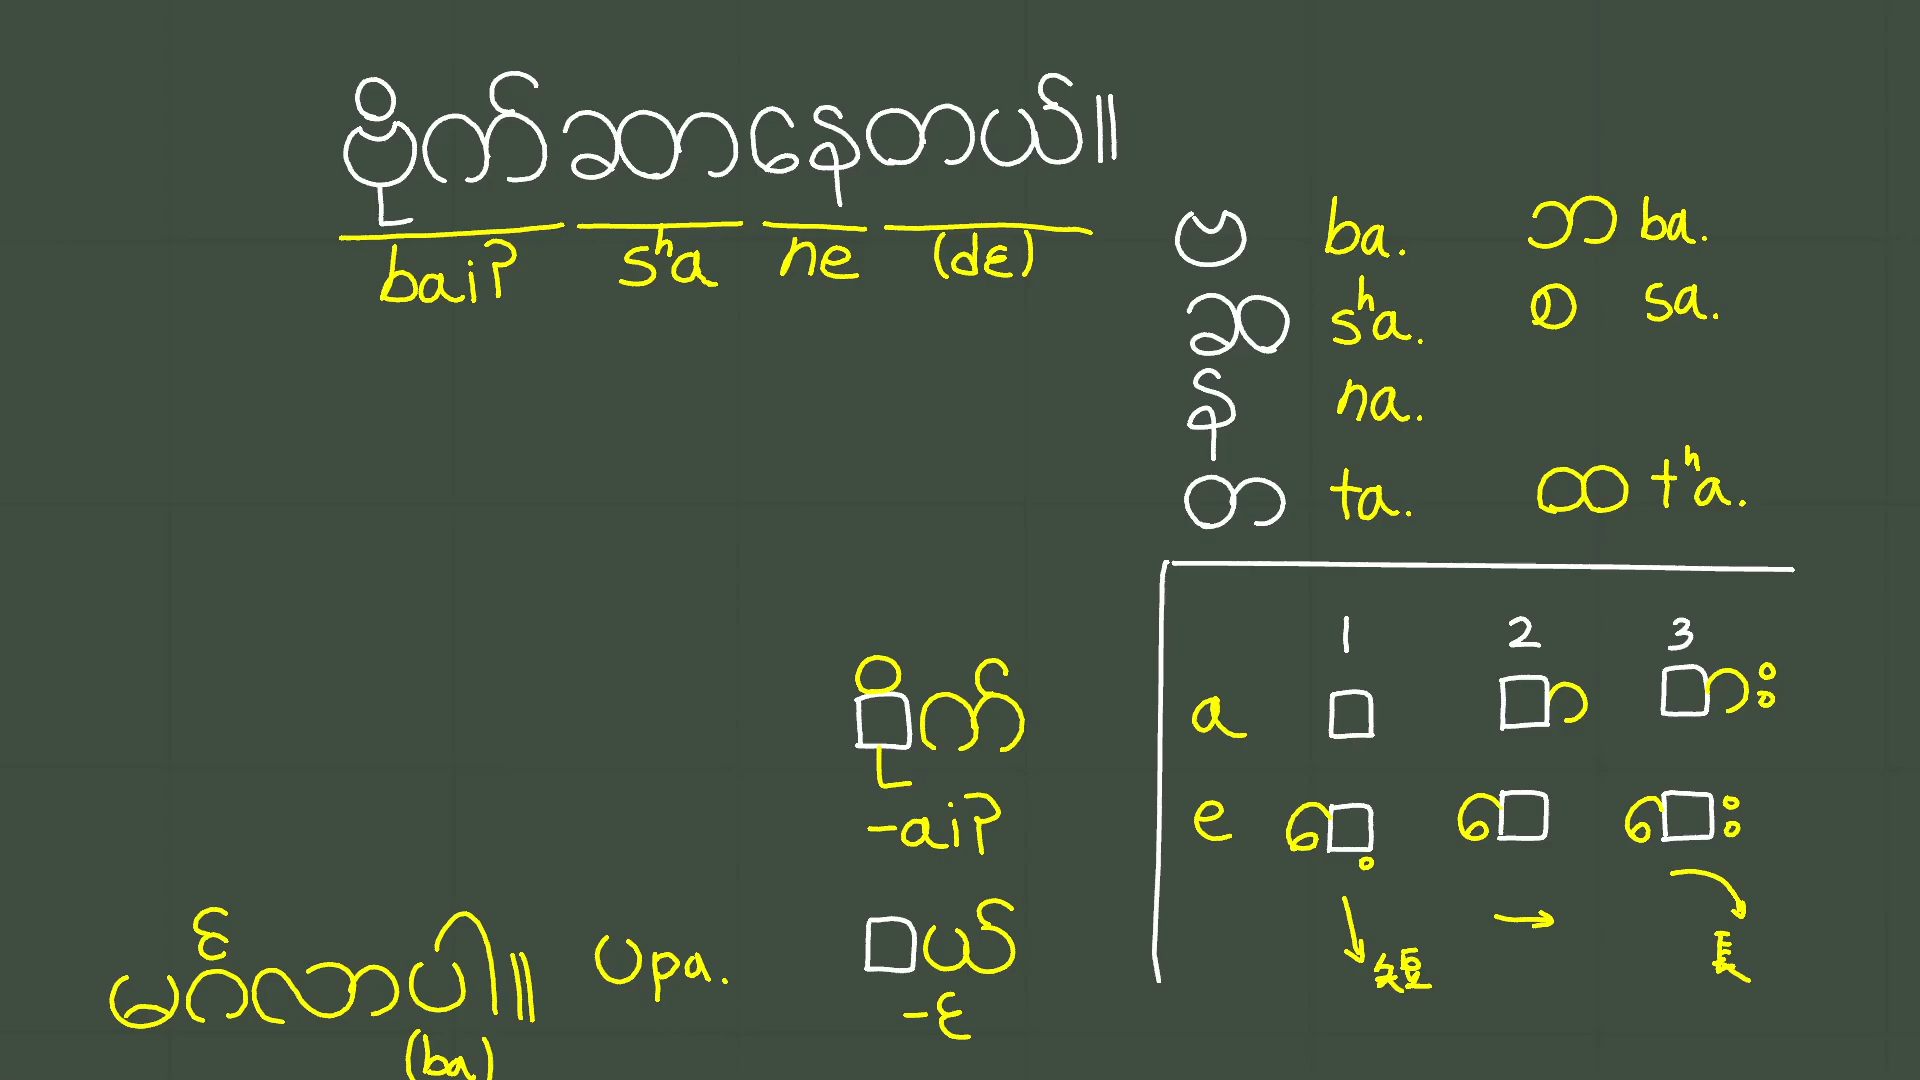 ဗိုက်ဆာနေတယ်။
baiʔ sʰa ne (dɛ)
ဗ ba. ဘ ba.
ဆ sʰa. စ sa.
န na.
တ ta. ထ tʰa.
1 2 3
a □ □ာ □ား
e ေ□့ ေ□ ေ□း
↓短 → 長
□ိုက်
-aiʔ
□ယ်
-ɛ
မင်္ဂလာပါ။ ပ pa.
(ba)